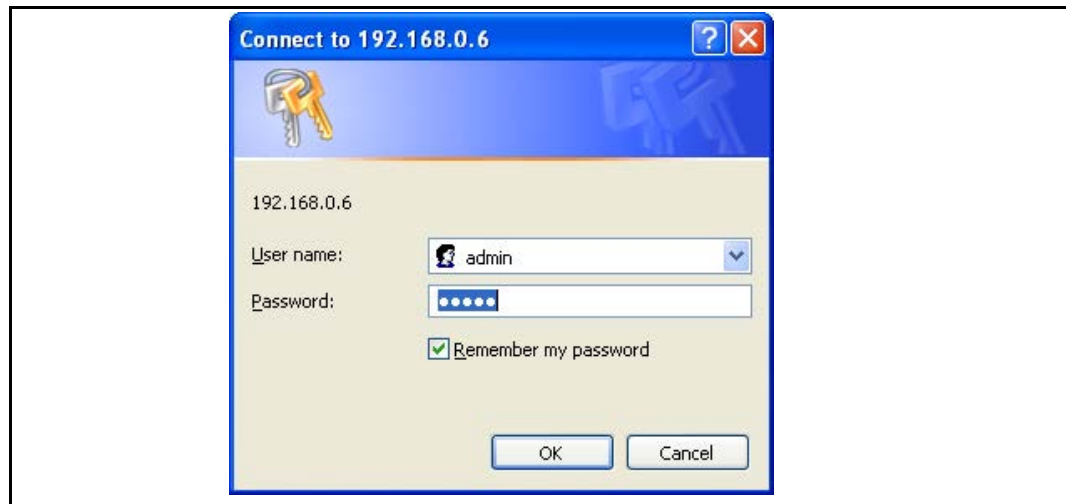 Connect to 192.168.0.6
192.168.0.6
User name: admin
Password: •••••
Remember my password
OK Cancel